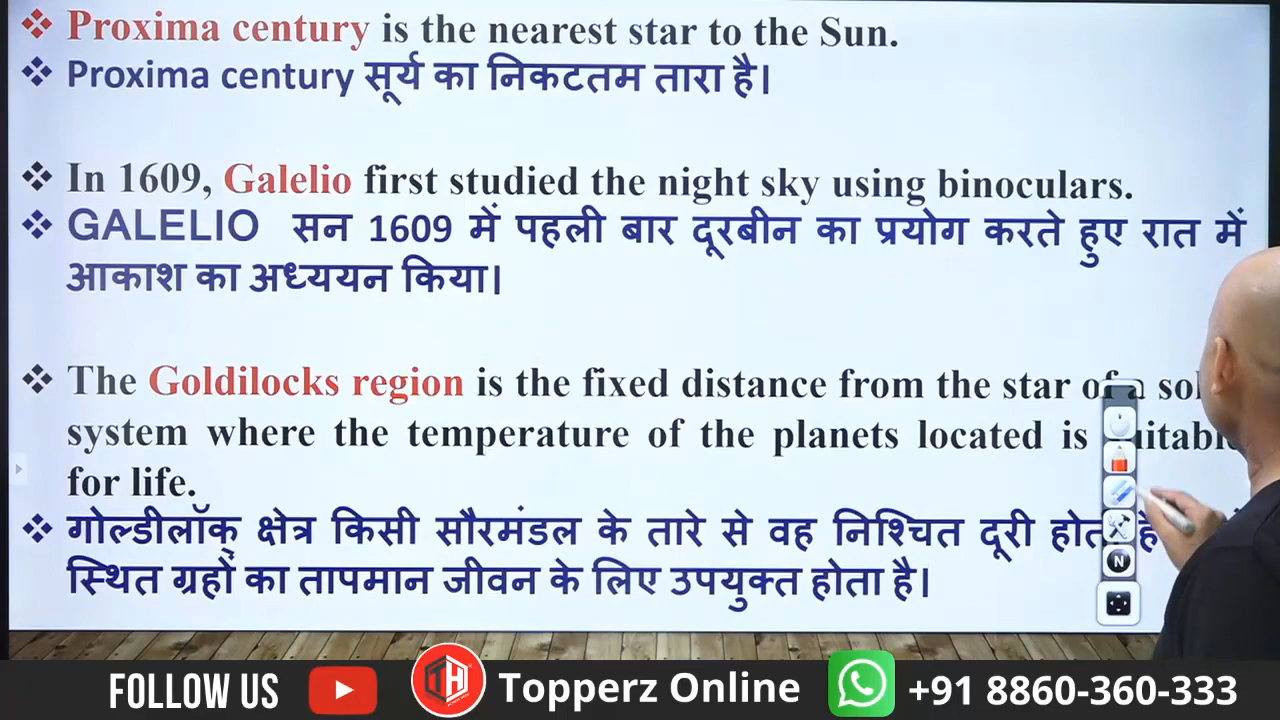 ❖ Proxima century is the nearest star to the Sun.
❖ Proxima century सूर्य का निकटतम तारा है।
❖ In 1609, Galelio first studied the night sky using binoculars.
❖ GALELIO सन 1609 में पहली बार दूरबीन का प्रयोग करते हुए रात में
आकाश का अध्ययन किया।
❖ The Goldilocks region is the fixed distance from the star of a
system where the temperature of the planets located is
for life.
❖ गोल्डीलॉक् क्षेत्र किसी सौरमंडल के तारे से वह निश्चित दूरी
स्थित ग्रहों का तापमान जीवन के लिए उपयुक्त होता है।
N
FOLLOW US TH Topperz Online +91 8860-360-333